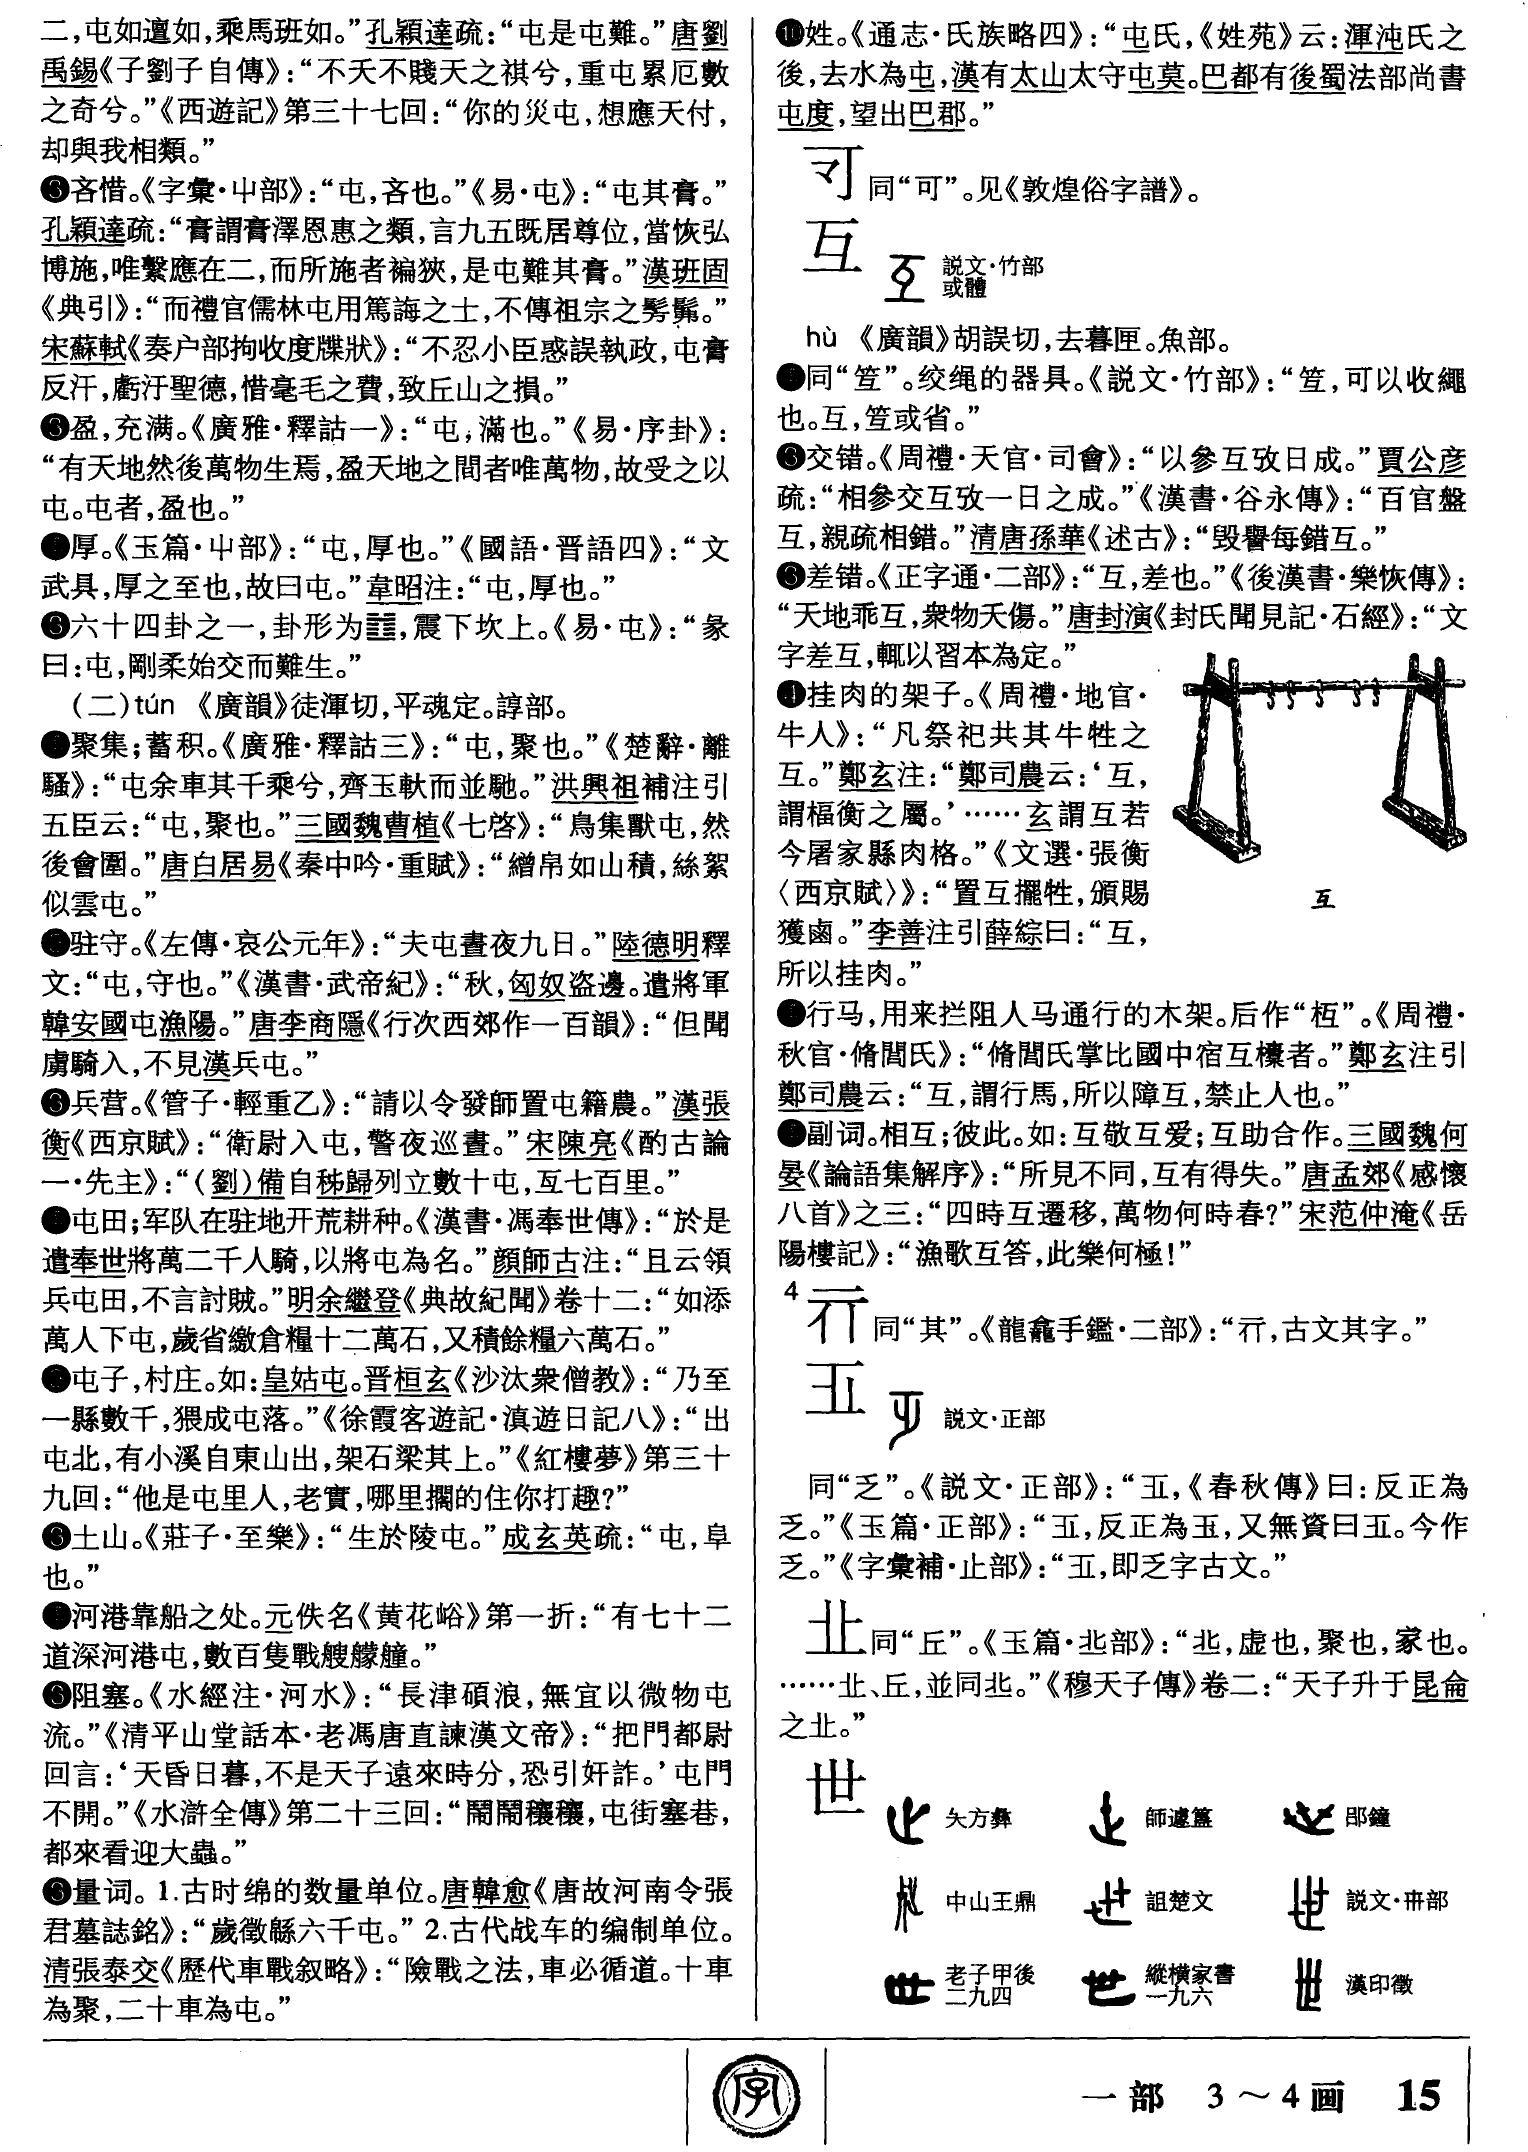 二，屯如邅如，乘馬班如。”孔穎達疏：“屯是屯難。”唐劉
禹錫《子劉子自傳》：“不夭不賤天之祺兮，重屯累厄數
之奇兮。”《西遊記》第三十七回：“你的災屯，想應天付，
却與我相類。”
吝惜。《字彙·屮部》：“屯，吝也。”《易·屯》：“屯其膏。”
孔穎達疏：“膏謂膏澤恩惠之類，言九五既居尊位，當恢弘
博施，唯繫應在二，而所施者褊狹，是屯難其膏。”漢班固
《典引》：“而禮官儒林屯用篤誨之士，不傳祖宗之髣髴。”
宋蘇軾《奏户部拘收度牒狀》：“不忍小臣惑誤執政，屯膏
反汗，虧汙聖德，惜毫毛之費，致丘山之損。”
盈，充满。《廣雅·釋詁一》：“屯，滿也。”《易·序卦》：
“有天地然後萬物生焉，盈天地之間者唯萬物，故受之以
屯。屯者，盈也。”
厚。《玉篇·屮部》：“屯，厚也。”《國語·晋語四》：“文
武具，厚之至也，故曰屯。”韋昭注：“屯，厚也。”
六十四卦之一，卦形为䷂，震下坎上。《易·屯》：“彖
曰：屯，剛柔始交而難生。”
（二）tún 《廣韻》徒渾切，平魂定。諄部。
聚集；蓄积。《廣雅·釋詁三》：“屯，聚也。”《楚辭·離
騷》：“屯余車其千乘兮，齊玉軑而並馳。”洪興祖補注引
五臣云：“屯，聚也。”三國魏曹植《七啓》：“鳥集獸屯，然
後會圍。”唐白居易《秦中吟·重賦》：“繒帛如山積，絲絮
似雲屯。”
驻守。《左傳·哀公元年》：“夫屯晝夜九日。”陸德明釋
文：“屯，守也。”《漢書·武帝紀》：“秋，匈奴盗邊。遣將軍
韓安國屯漁陽。”唐李商隱《行次西郊作一百韻》：“但聞
虜騎入，不見漢兵屯。”
兵营。《管子·輕重乙》：“請以令發師置屯籍農。”漢張
衡《西京賦》：“衛尉入屯，警夜巡晝。”宋陳亮《酌古論
一·先主》：“（劉）備自秭歸列立數十屯，亙七百里。”
屯田；军队在驻地开荒耕种。《漢書·馮奉世傳》：“於是
遣奉世將萬二千人騎，以將屯為名。”顔師古注：“且云領
兵屯田，不言討賊。”明余繼登《典故紀聞》卷十二：“如添
萬人下屯，歲省繳倉糧十二萬石，又積餘糧六萬石。”
屯子，村庄。如：皇姑屯。晋桓玄《沙汰衆僧教》：“乃至
一縣數千，猥成屯落。”《徐霞客遊記·滇遊日記八》：“出
屯北，有小溪自東山出，架石梁其上。”《紅樓夢》第三十
九回：“他是屯里人，老實，哪里擱的住你打趣？”
土山。《莊子·至樂》：“生於陵屯。”成玄英疏：“屯，阜
也。”
河港靠船之处。元佚名《黄花峪》第一折：“有七十二
道深河港屯，數百隻戰艘艨艟。”
阻塞。《水經注·河水》：“長津碩浪，無宜以微物屯
流。”《清平山堂話本·老馮唐直諫漢文帝》：“把門都尉
回言：‘天昏日暮，不是天子遠來時分，恐引奸詐。’屯門
不開。”《水滸全傳》第二十三回：“鬧鬧穰穰，屯街塞巷，
都來看迎大蟲。”
量词。1.古时绵的数量单位。唐韓愈《唐故河南令張
君墓誌銘》：“歲徵緜六千屯。”2.古代战车的编制单位。
清張泰交《歷代車戰叙略》：“險戰之法，車必循道。十車
為聚，二十車為屯。”
⓫姓。《通志·氏族略四》：“屯氏，《姓苑》云：渾沌氏之
後，去水為屯，漢有太山太守屯莫。巴都有後蜀法部尚書
屯度，望出巴郡。”
同“可”。见《敦煌俗字譜》。
互 説文·竹部
或體
hù 《廣韻》胡誤切，去暮匣。魚部。
同“笠”。绞绳的器具。《説文·竹部》：“笠，可以收繩
也。互，笠或省。”
交错。《周禮·天官·司會》：“以參互攷日成。”賈公彦
疏：“相參交互攷一日之成。”《漢書·谷永傳》：“百官盤
互，親疏相錯。”清唐孫華《述古》：“毁譽每錯互。”
差错。《正字通·二部》：“互，差也。”《後漢書·樂恢傳》：
“天地乖互，衆物夭傷。”唐封演《封氏聞見記·石經》：“文
字差互，輒以習本為定。”
挂肉的架子。《周禮·地官·
牛人》：“凡祭祀共其牛牲之
互。”鄭玄注：“鄭司農云：‘互，
謂楅衡之屬。’……玄謂互若
今屠家縣肉格。”《文選·張衡
〈西京賦〉》：“置互擺牲，頒賜
獲鹵。”李善注引薛綜曰：“互，
所以挂肉。”
互
行马，用来拦阻人马通行的木架。后作“枑”。《周禮·
秋官·脩閭氏》：“脩閭氏掌比國中宿互櫜者。”鄭玄注引
鄭司農云：“互，謂行馬，所以障互，禁止人也。”
副词。相互；彼此。如：互敬互爱；互助合作。三國魏何
晏《論語集解序》：“所見不同，互有得失。”唐孟郊《感懷
八首》之三：“四時互遷移，萬物何時春？”宋范仲淹《岳
陽樓記》：“漁歌互答，此樂何極！”
4
亓 同“其”。《龍龕手鑑·二部》：“亓，古文其字。”
説文·正部
同“乏”。《説文·正部》：“𠀟，《春秋傳》曰：反正為
乏。”《玉篇·正部》：“𠀟，反正為𠀟，又無資曰𠀟。今作
乏。”《字彙補·止部》：“𠀟，即乏字古文。”
㐀 同“丘”。《玉篇·丠部》：“丠，虚也，聚也，冢也。
……㐀、丘，並同丠。”《穆天子傳》卷二：“天子升于昆侖
之㐀。”
世 夨方彝 師遽簋 郘鐘
中山王鼎 詛楚文 説文·卅部
老子甲後二九四 縱横家書一九六 漢印徵
字
一部 3～4画 15